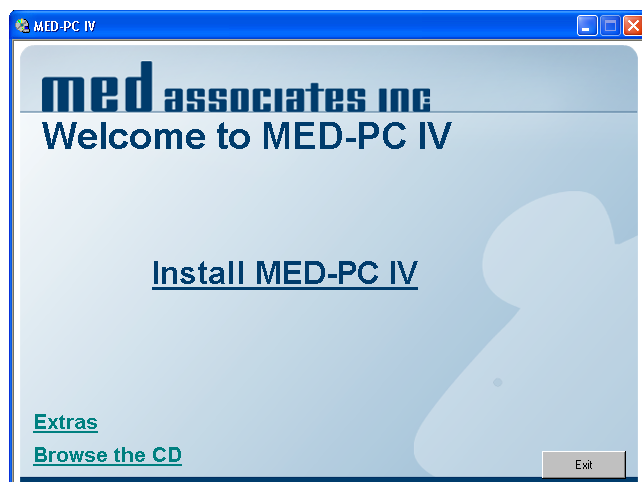 MED-PC IV
med associates inc
Welcome to MED-PC IV
Install MED-PC IV
Extras
Browse the CD
Exit